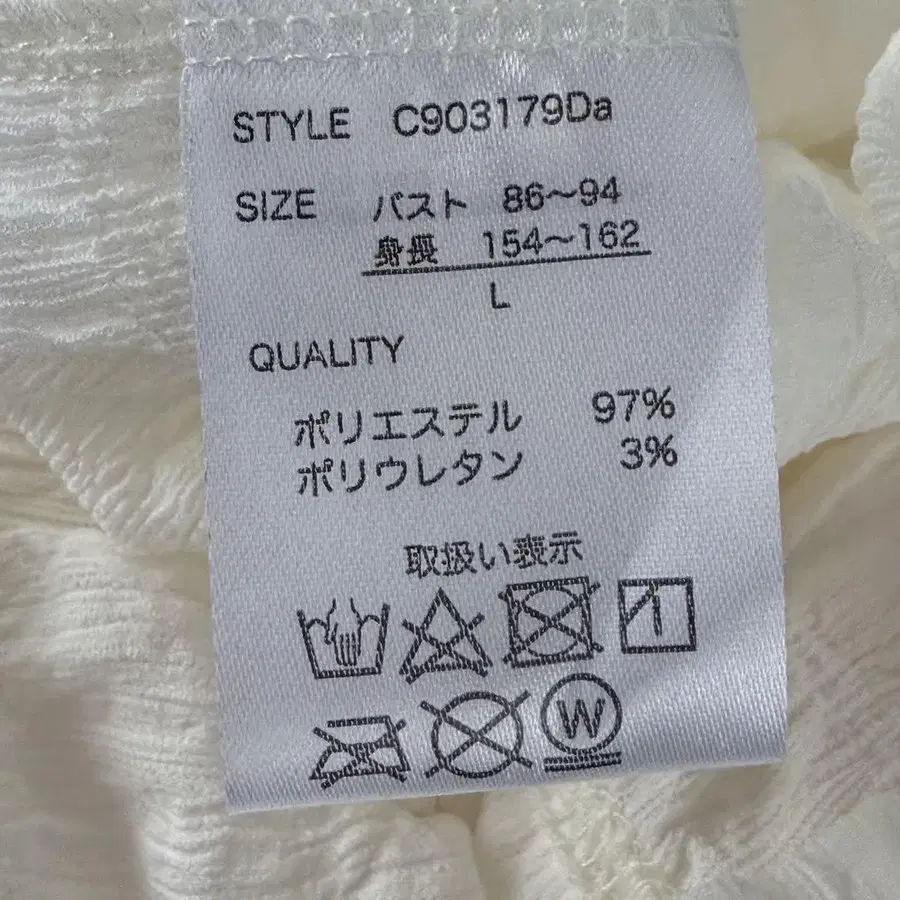 STYLE C903179Da
SIZE バスト 86～94
身長 154～162
L
QUALITY
ポリエステル 97%
ポリウレタン 3%
取扱い表示
W